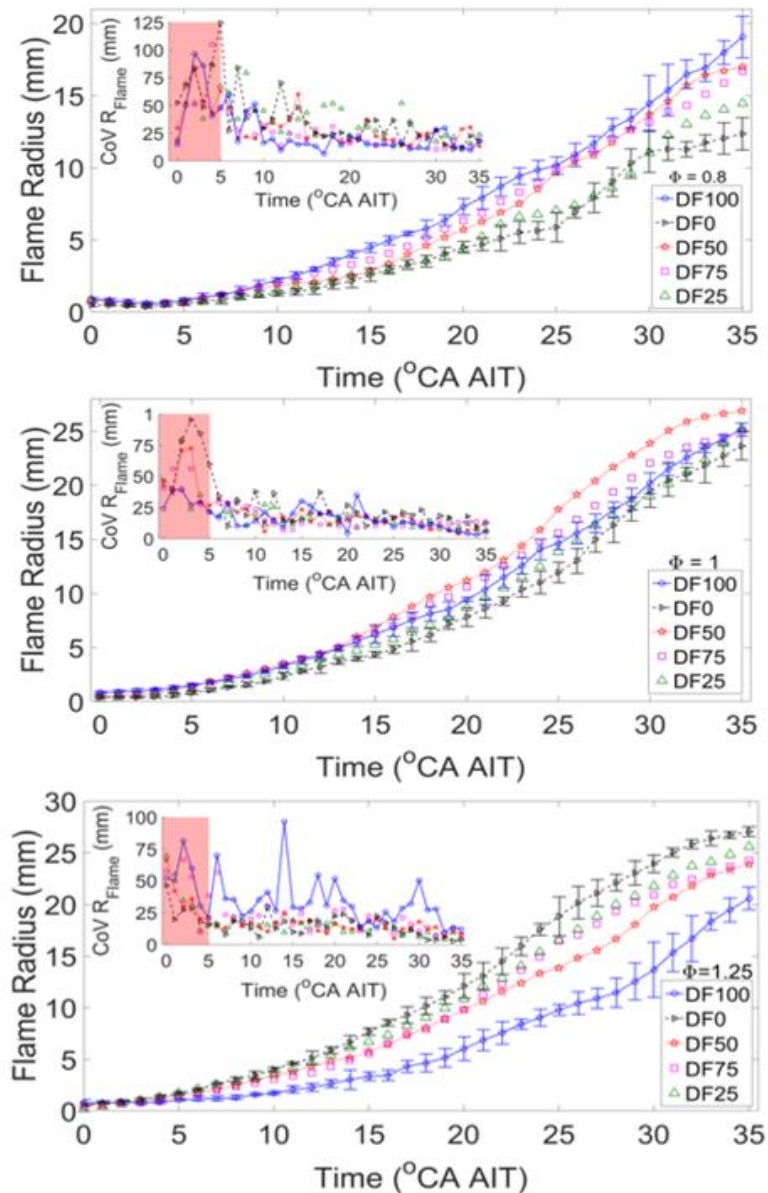 Flame Radius (mm)
20
15
10
5
0
CoV R_Flame (mm)
125
100
75
50
25
0
0 5 10 20 30 35
Time (°CA AIT)
Φ = 0.8
DF100
DF0
DF50
DF75
DF25
0 5 10 15 20 25 30 35
Time (°CA AIT)
Flame Radius (mm)
25
20
15
10
5
0
CoV R_Flame (mm)
1
75
50
25
0
0 5 10 15 20 25 30 35
Time (°CA AIT)
Φ = 1
DF100
DF0
DF50
DF75
DF25
0 5 10 15 20 25 30 35
Time (°CA AIT)
Flame Radius (mm)
30
25
20
15
10
5
0
CoV R_Flame (mm)
100
75
50
25
0
0 5 10 15 20 25 30 35
Time (°CA AIT)
Φ=1.25
DF100
DF0
DF50
DF75
DF25
0 5 10 15 20 25 30 35
Time (°CA AIT)